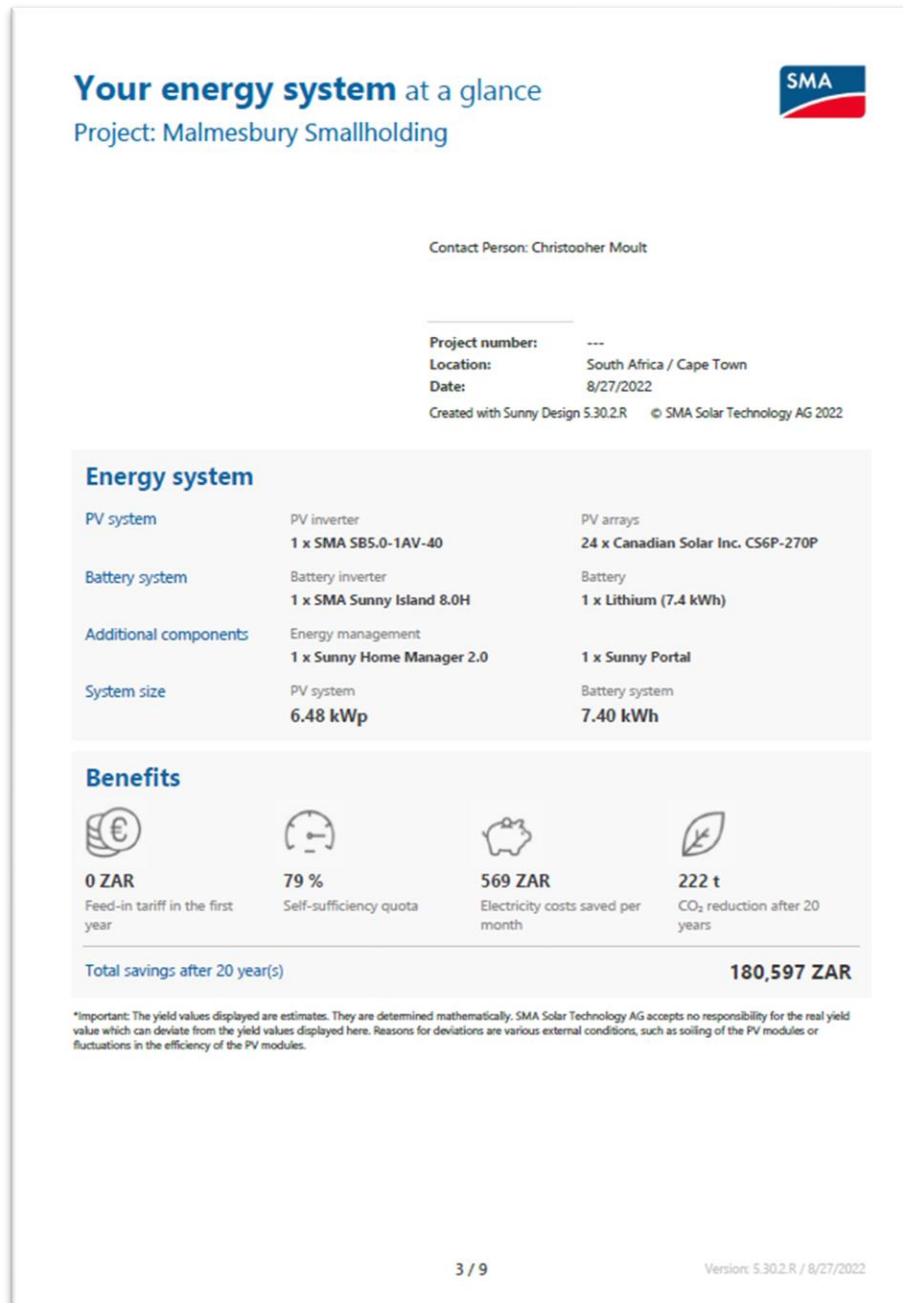 Your energy system at a glance
SMA
Project: Malmesbury Smallholding
Contact Person: Christopher Moult
Project number: ---
Location: South Africa / Cape Town
Date: 8/27/2022
Created with Sunny Design 5.30.2.R © SMA Solar Technology AG 2022
Energy system
PV system PV inverter PV arrays
1 x SMA SB5.0-1AV-40 24 x Canadian Solar Inc. CS6P-270P
Battery system Battery inverter Battery
1 x SMA Sunny Island 8.0H 1 x Lithium (7.4 kWh)
Additional components Energy management
1 x Sunny Home Manager 2.0 1 x Sunny Portal
System size PV system Battery system
6.48 kWp 7.40 kWh
Benefits
€
0 ZAR 79 % 569 ZAR 222 t
Feed-in tariff in the first Self-sufficiency quota Electricity costs saved per CO₂ reduction after 20
year month years
Total savings after 20 year(s) 180,597 ZAR
*Important: The yield values displayed are estimates. They are determined mathematically. SMA Solar Technology AG accepts no responsibility for the real yield
value which can deviate from the yield values displayed here. Reasons for deviations are various external conditions, such as soiling of the PV modules or
fluctuations in the efficiency of the PV modules.
3 / 9 Version: 5.30.2.R / 8/27/2022